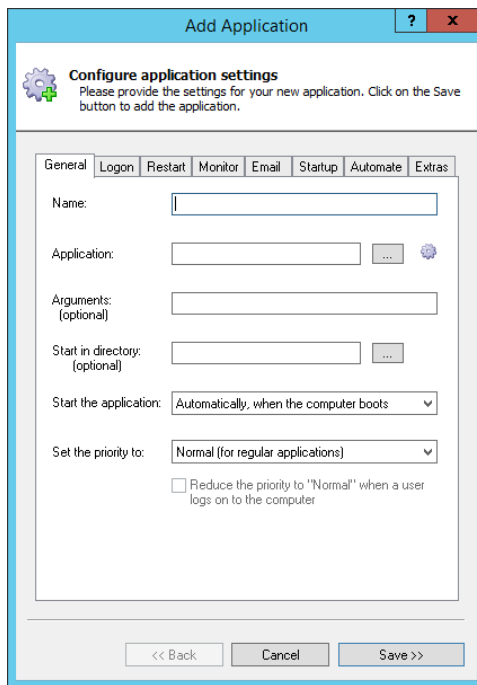 Add Application
?
x
Configure application settings
Please provide the settings for your new application. Click on the Save
button to add the application.
General Logon Restart Monitor Email Startup Automate Extras
Name:
Application:
...
Arguments:
(optional)
Start in directory:
...
(optional)
Start the application: Automatically, when the computer boots
Set the priority to: Normal (for regular applications)
Reduce the priority to "Normal" when a user
logs on to the computer
<< Back Cancel Save >>